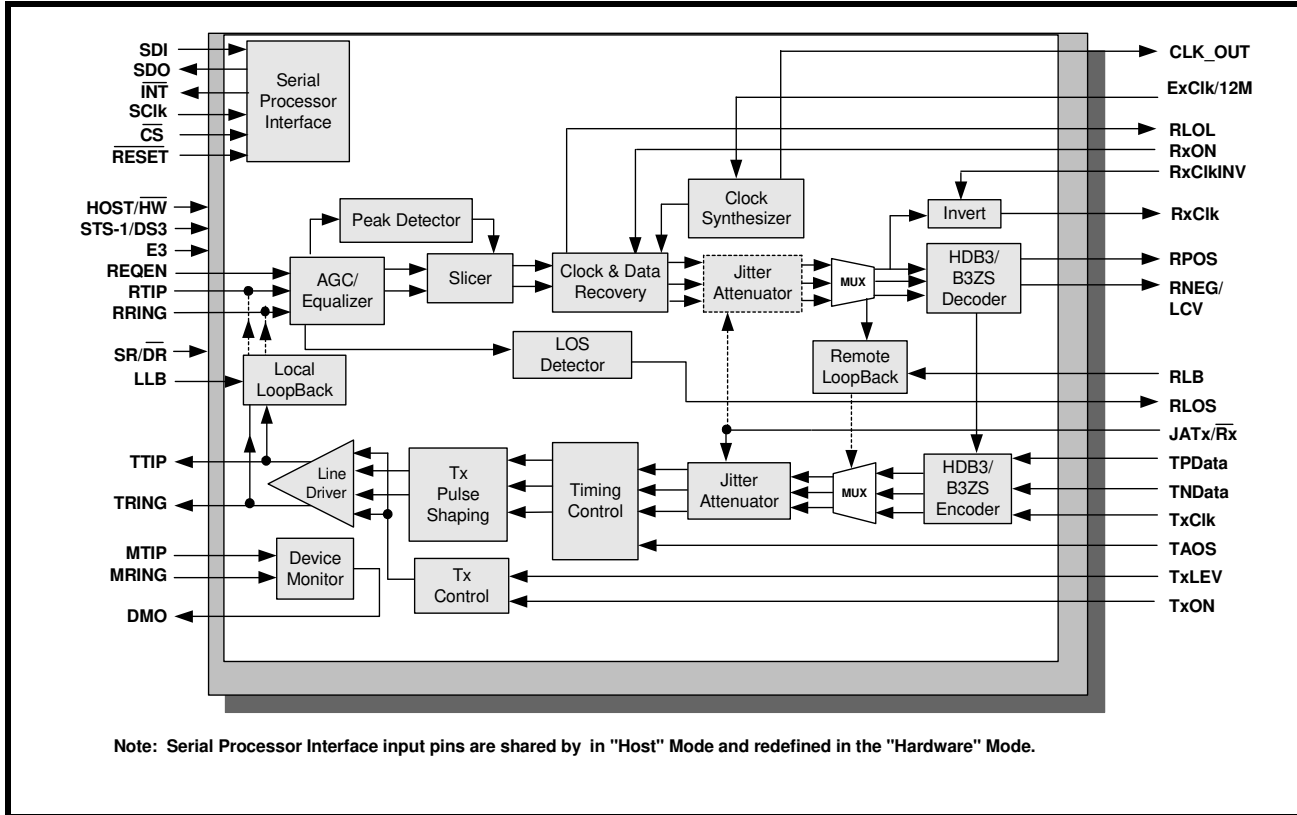 SDI
SDO
INT
SClk
CS
RESET
HOST/HW
STS-1/DS3
E3
REQEN
RTIP
RRING
SR/DR
LLB
TTIP
TRING
MTIP
MRING
DMO
Serial
Processor
Interface
Peak Detector
AGC/
Equalizer
Slicer
Clock & Data
Recovery
Clock
Synthesizer
Jitter
Attenuator
MUX
Invert
HDB3/
B3ZS
Decoder
LOS
Detector
Remote
LoopBack
Local
LoopBack
Line
Driver
Tx
Pulse
Shaping
Timing
Control
Jitter
Attenuator
MUX
HDB3/
B3ZS
Encoder
Device
Monitor
Tx
Control
CLK_OUT
ExClk/12M
RLOL
RxON
RxClkINV
RxClk
RPOS
RNEG/
LCV
RLB
RLOS
JATx/Rx
TPData
TNData
TxClk
TAOS
TxLEV
TxON
Note: Serial Processor Interface input pins are shared by in "Host" Mode and redefined in the "Hardware" Mode.